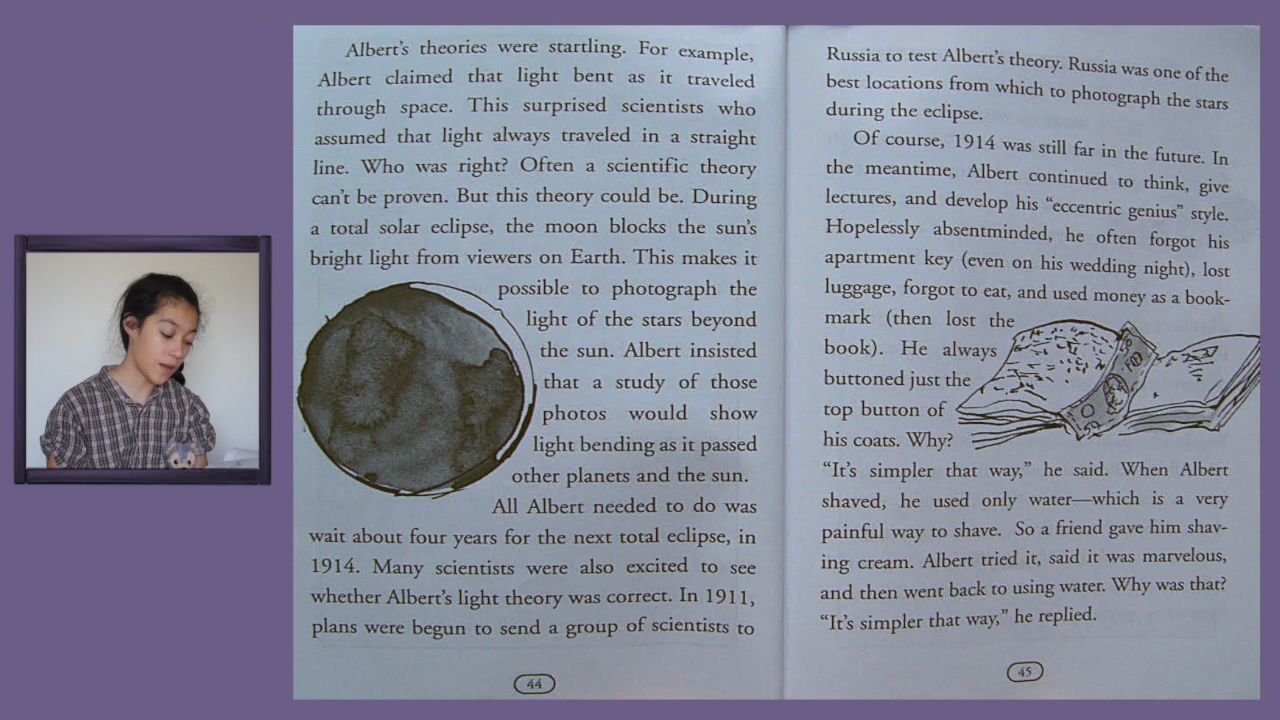 Albert's theories were startling. For example,
Albert claimed that light bent as it traveled
through space. This surprised scientists who
assumed that light always traveled in a straight
line. Who was right? Often a scientific theory
can't be proven. But this theory could be. During
a total solar eclipse, the moon blocks the sun's
bright light from viewers on Earth. This makes it
possible to photograph the
light of the stars beyond
the sun. Albert insisted
that a study of those
photos would show
light bending as it passed
other planets and the sun.
All Albert needed to do was
wait about four years for the next total eclipse, in
1914. Many scientists were also excited to see
whether Albert's light theory was correct. In 1911,
plans were begun to send a group of scientists to
44
Russia to test Albert's theory. Russia was one of the
best locations from which to photograph the stars
during the eclipse.
Of course, 1914 was still far in the future. In
the meantime, Albert continued to think, give
lectures, and develop his "eccentric genius" style.
Hopelessly absentminded, he often forgot his
apartment key (even on his wedding night), lost
luggage, forgot to eat, and used money as a book-
mark (then lost the
book). He always
buttoned just the
top button of
his coats. Why?
"It's simpler that way," he said. When Albert
shaved, he used only water—which is a very
painful way to shave. So a friend gave him shav-
ing cream. Albert tried it, said it was marvelous,
and then went back to using water. Why was that?
"It's simpler that way," he replied.
45